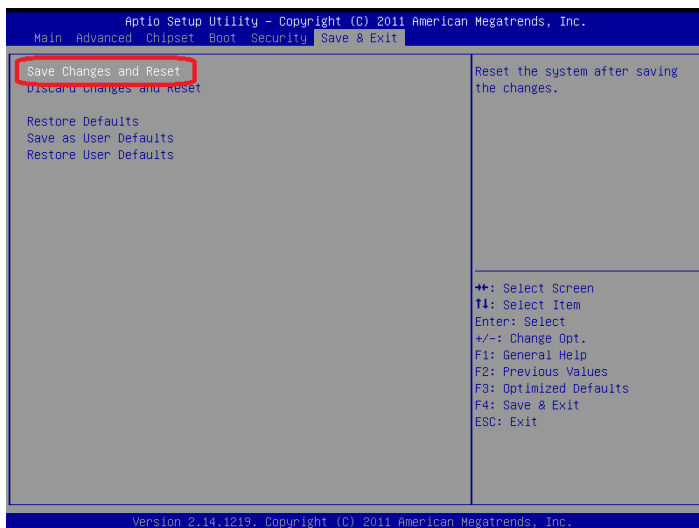 Aptio Setup Utility – Copyright (C) 2011 American Megatrends, Inc.
Main Advanced Chipset Boot Security Save & Exit
Save Changes and Reset
Discard Changes and Reset
Restore Defaults
Save as User Defaults
Restore User Defaults
Reset the system after saving
the changes.
→←: Select Screen
↑↓: Select Item
Enter: Select
+/-: Change Opt.
F1: General Help
F2: Previous Values
F3: Optimized Defaults
F4: Save & Exit
ESC: Exit
Version 2.14.1219. Copyright (C) 2011 American Megatrends, Inc.